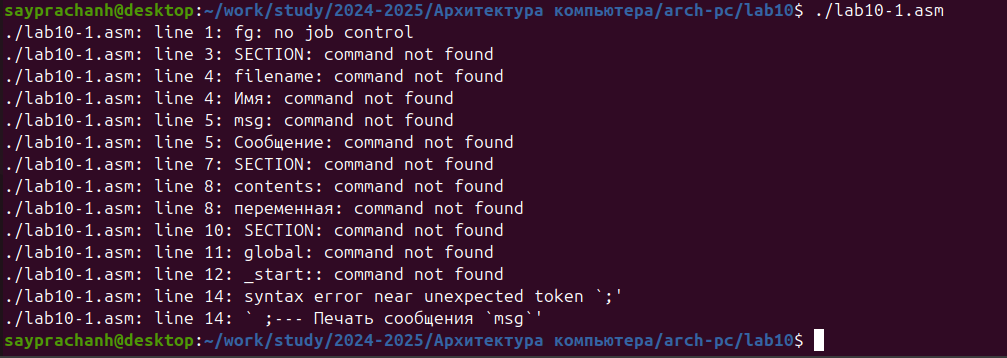 sayprachanh@desktop:~/work/study/2024-2025/Архитектура компьютера/arch-pc/lab10$ ./lab10-1.asm
./lab10-1.asm: line 1: fg: no job control
./lab10-1.asm: line 3: SECTION: command not found
./lab10-1.asm: line 4: filename: command not found
./lab10-1.asm: line 4: Имя: command not found
./lab10-1.asm: line 5: msg: command not found
./lab10-1.asm: line 5: Сообщение: command not found
./lab10-1.asm: line 7: SECTION: command not found
./lab10-1.asm: line 8: contents: command not found
./lab10-1.asm: line 8: переменная: command not found
./lab10-1.asm: line 10: SECTION: command not found
./lab10-1.asm: line 11: global: command not found
./lab10-1.asm: line 12: _start:: command not found
./lab10-1.asm: line 14: syntax error near unexpected token `;'
./lab10-1.asm: line 14: ` ;--- Печать сообщения `msg`'
sayprachanh@desktop:~/work/study/2024-2025/Архитектура компьютера/arch-pc/lab10$